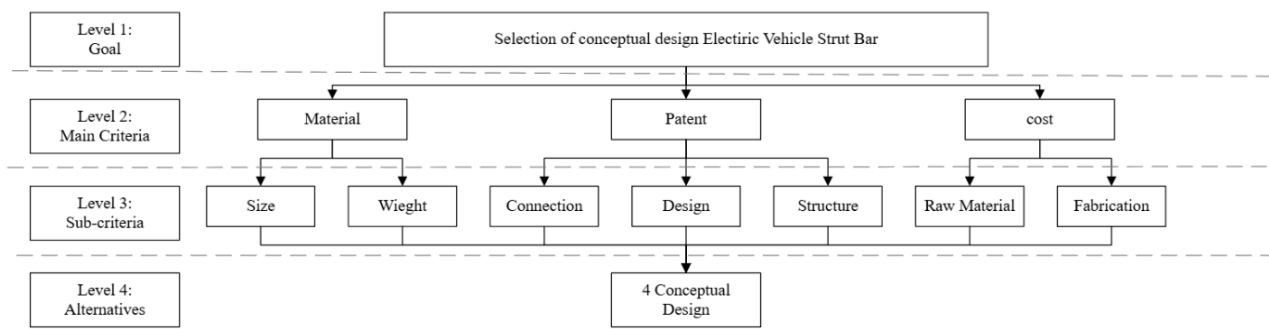 Level 1:
Goal
Selection of conceptual design Electiric Vehicle Strut Bar
Level 2:
Main Criteria
Material
Patent
cost
Level 3:
Sub-criteria
Size
Wieght
Connection
Design
Structure
Raw Material
Fabrication
Level 4:
Alternatives
4 Conceptual
Design